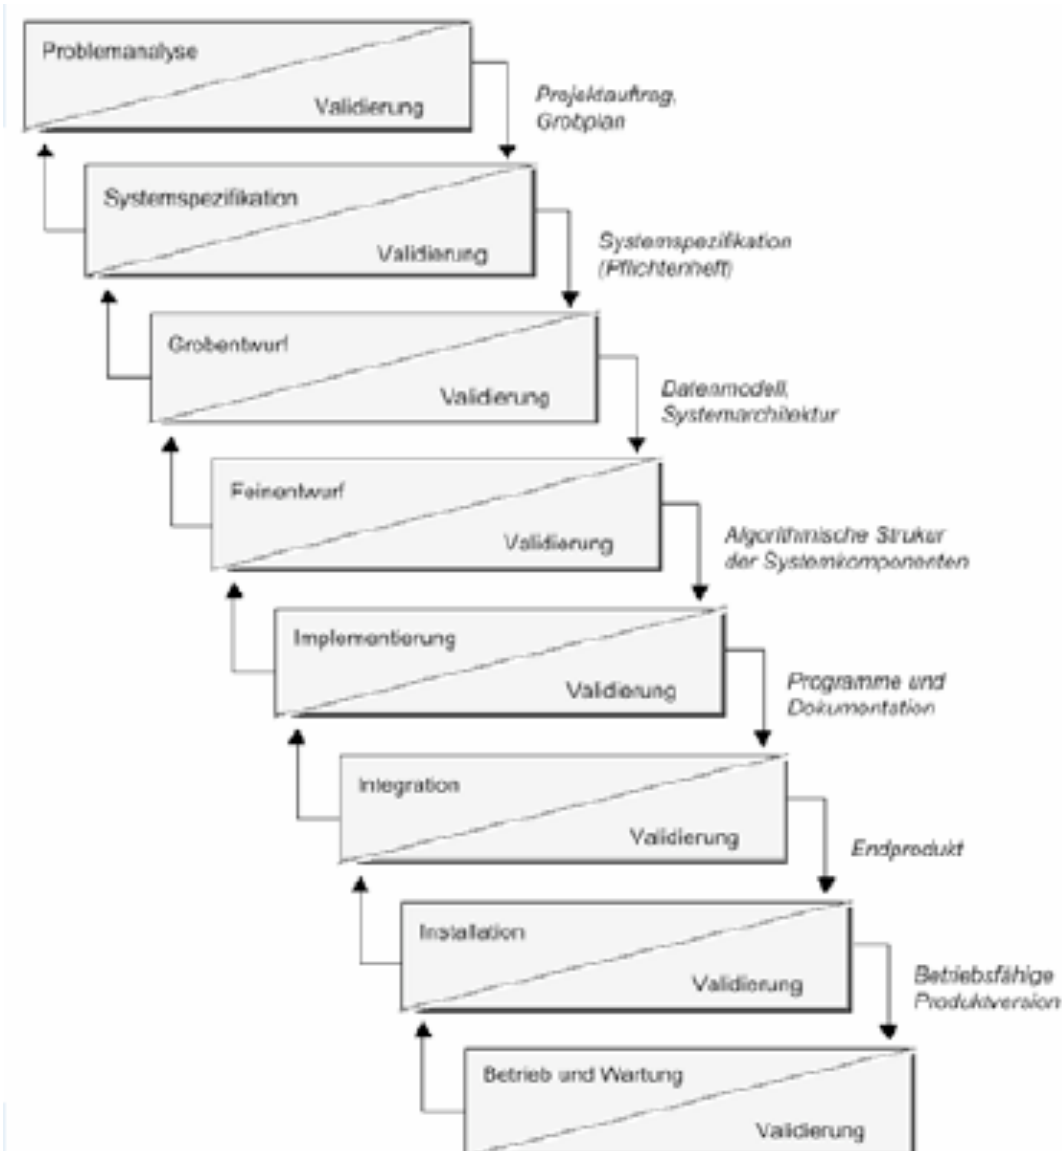 Problemanalyse
Validierung
Projektauftrag,
Grobplan
Systemspezifikation
Validierung
Systemspezifikation
(Pflichtenheft)
Grobentwurf
Validierung
Datenmodell,
Systemarchitektur
Feinentwurf
Validierung
Algorithmische Strukur
der Systemkomponenten
Implementierung
Validierung
Programme und
Dokumentation
Integration
Validierung
Endprodukt
Installation
Validierung
Betriebsfähige
Produktversion
Betrieb und Wartung
Validierung